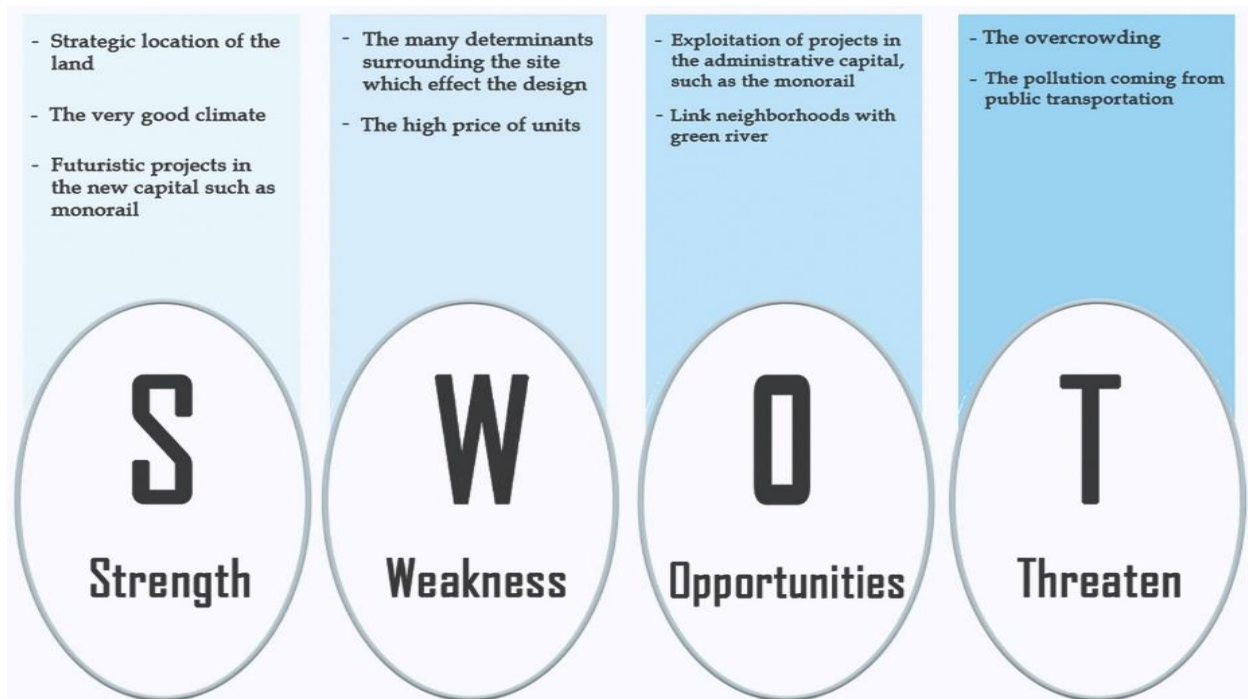 - Strategic location of the
land
- The very good climate
- Futuristic projects in
the new capital such as
monorail
S
Strength
- The many determinants
surrounding the site
which effect the design
- The high price of units
W
Weakness
- Exploitation of projects in
the administrative capital,
such as the monorail
- Link neighborhoods with
green river
O
Opportunities
- The overcrowding
- The pollution coming from
public transportation
T
Threaten